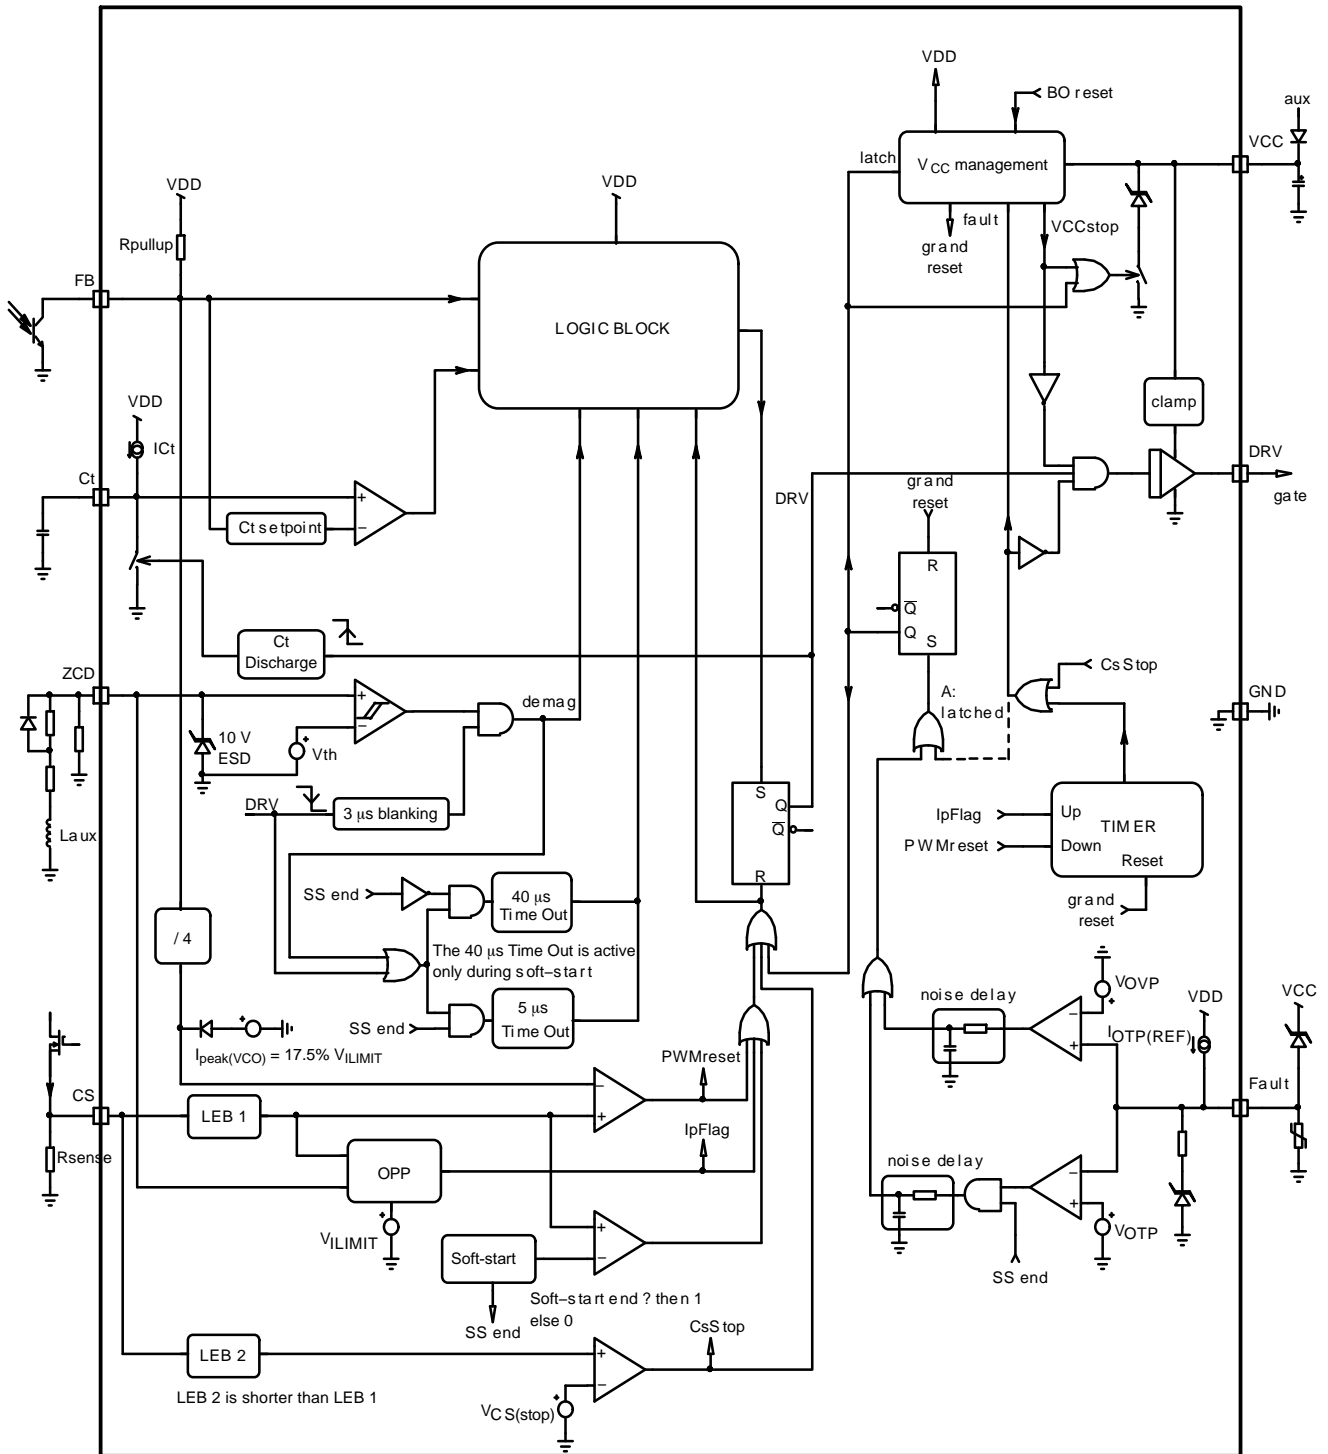 VDD
BO reset
aux
VCC
latch
VCC management
fault
grand
reset
VCCstop
VDD
Rpullup
VDD
FB
LOGIC BLOCK
clamp
VDD
ICt
Ct
DRV
gate
DRV
grand
reset
Ct setpoint
+
−
R
Q
Q
S
Ct
Discharge
CsStop
ZCD
GND
A:
latched
demag
+
−
10 V
ESD
Vth
+
DRV
3 μs blanking
Laux
S
Q
Q
R
IpFlag
PWMreset
Up
Down
TIMER
Reset
grand
reset
SS end
40 μs
Time Out
/ 4
The 40 μs Time Out is active
only during soft−start
5 μs
Time Out
SS end
Ipeak(VCO) = 17.5% VILIMIT
+
noise delay
VOVP
+
VDD
VCC
IOTP(REF)
−
+
PWMreset
Fault
CS
LEB 1
−
+
IpFlag
Rsense
OPP
noise delay
−
+
VILIMIT
+
VOTP
+
SS end
Soft-start
+
−
Soft−start end ? then 1
else 0
SS end
CsStop
LEB 2
+
−
LEB 2 is shorter than LEB 1
VCS(stop)
+